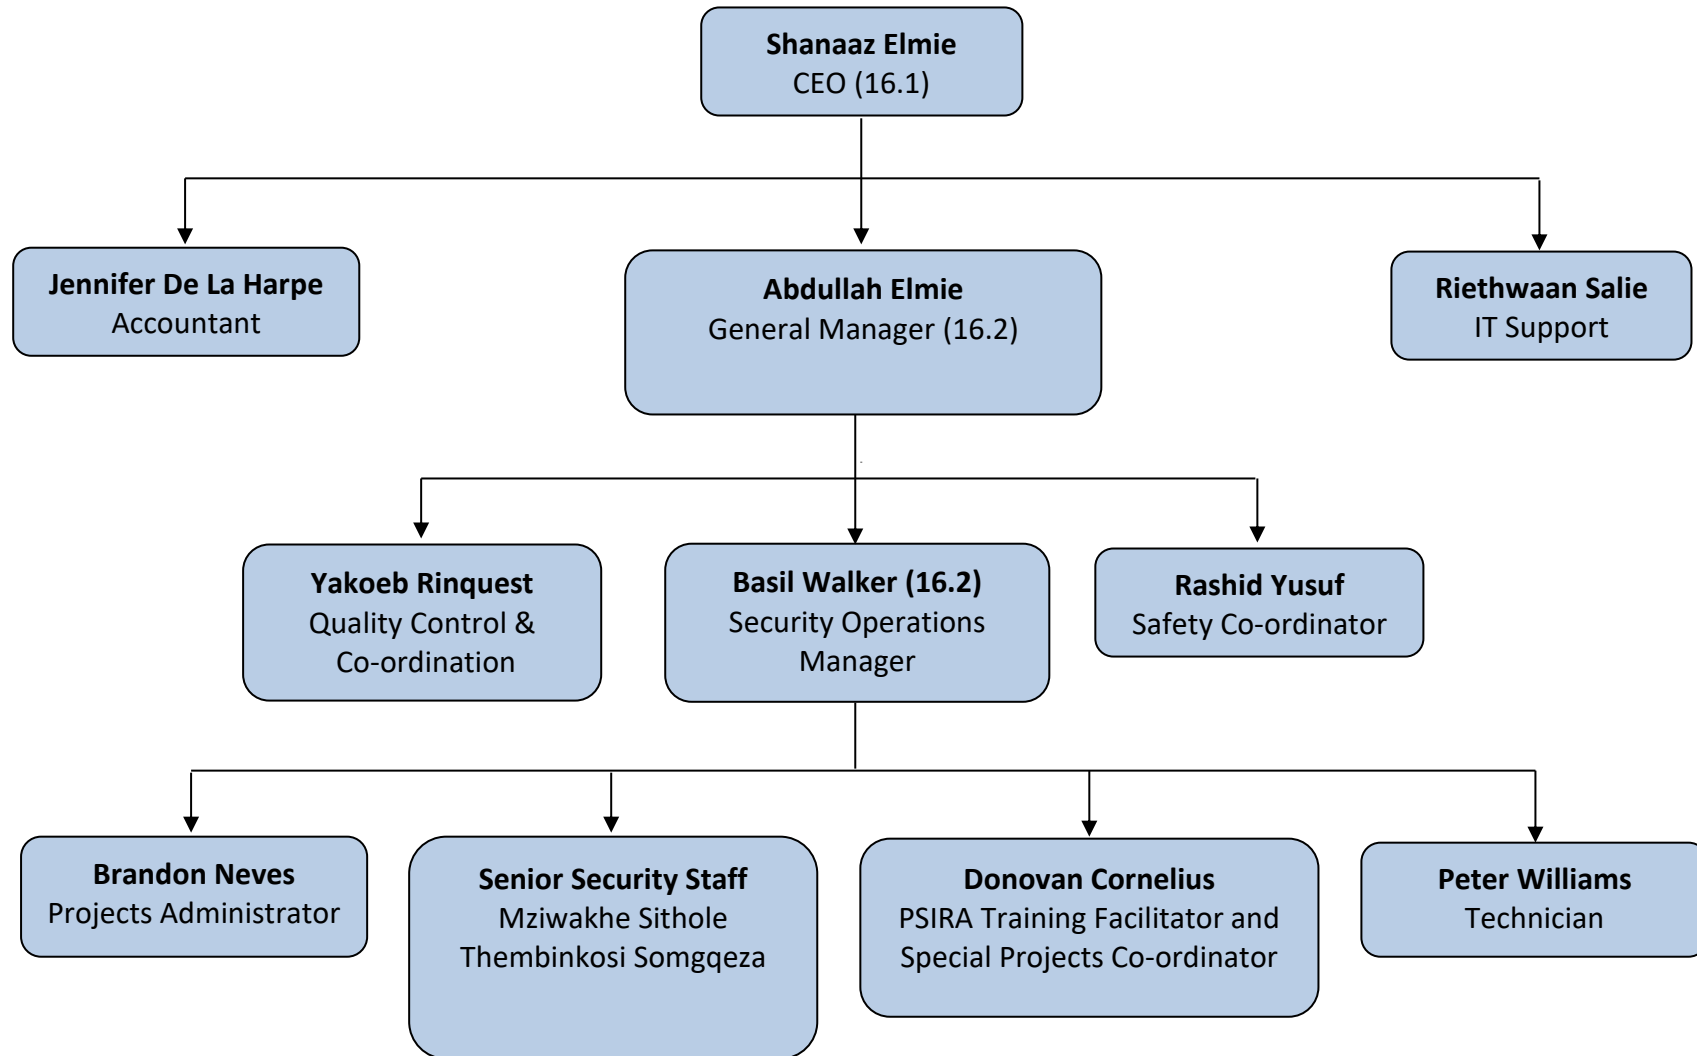 Shanaaz Elmie
CEO (16.1)
Jennifer De La Harpe
Accountant
Abdullah Elmie
General Manager (16.2)
Riethwaan Salie
IT Support
Yakoeb Rinquest
Quality Control &
Co-ordination
Basil Walker (16.2)
Security Operations
Manager
Rashid Yusuf
Safety Co-ordinator
Brandon Neves
Projects Administrator
Senior Security Staff
Mziwakhe Sithole
Thembinkosi Somgqeza
Donovan Cornelius
PSIRA Training Facilitator and
Special Projects Co-ordinator
Peter Williams
Technician